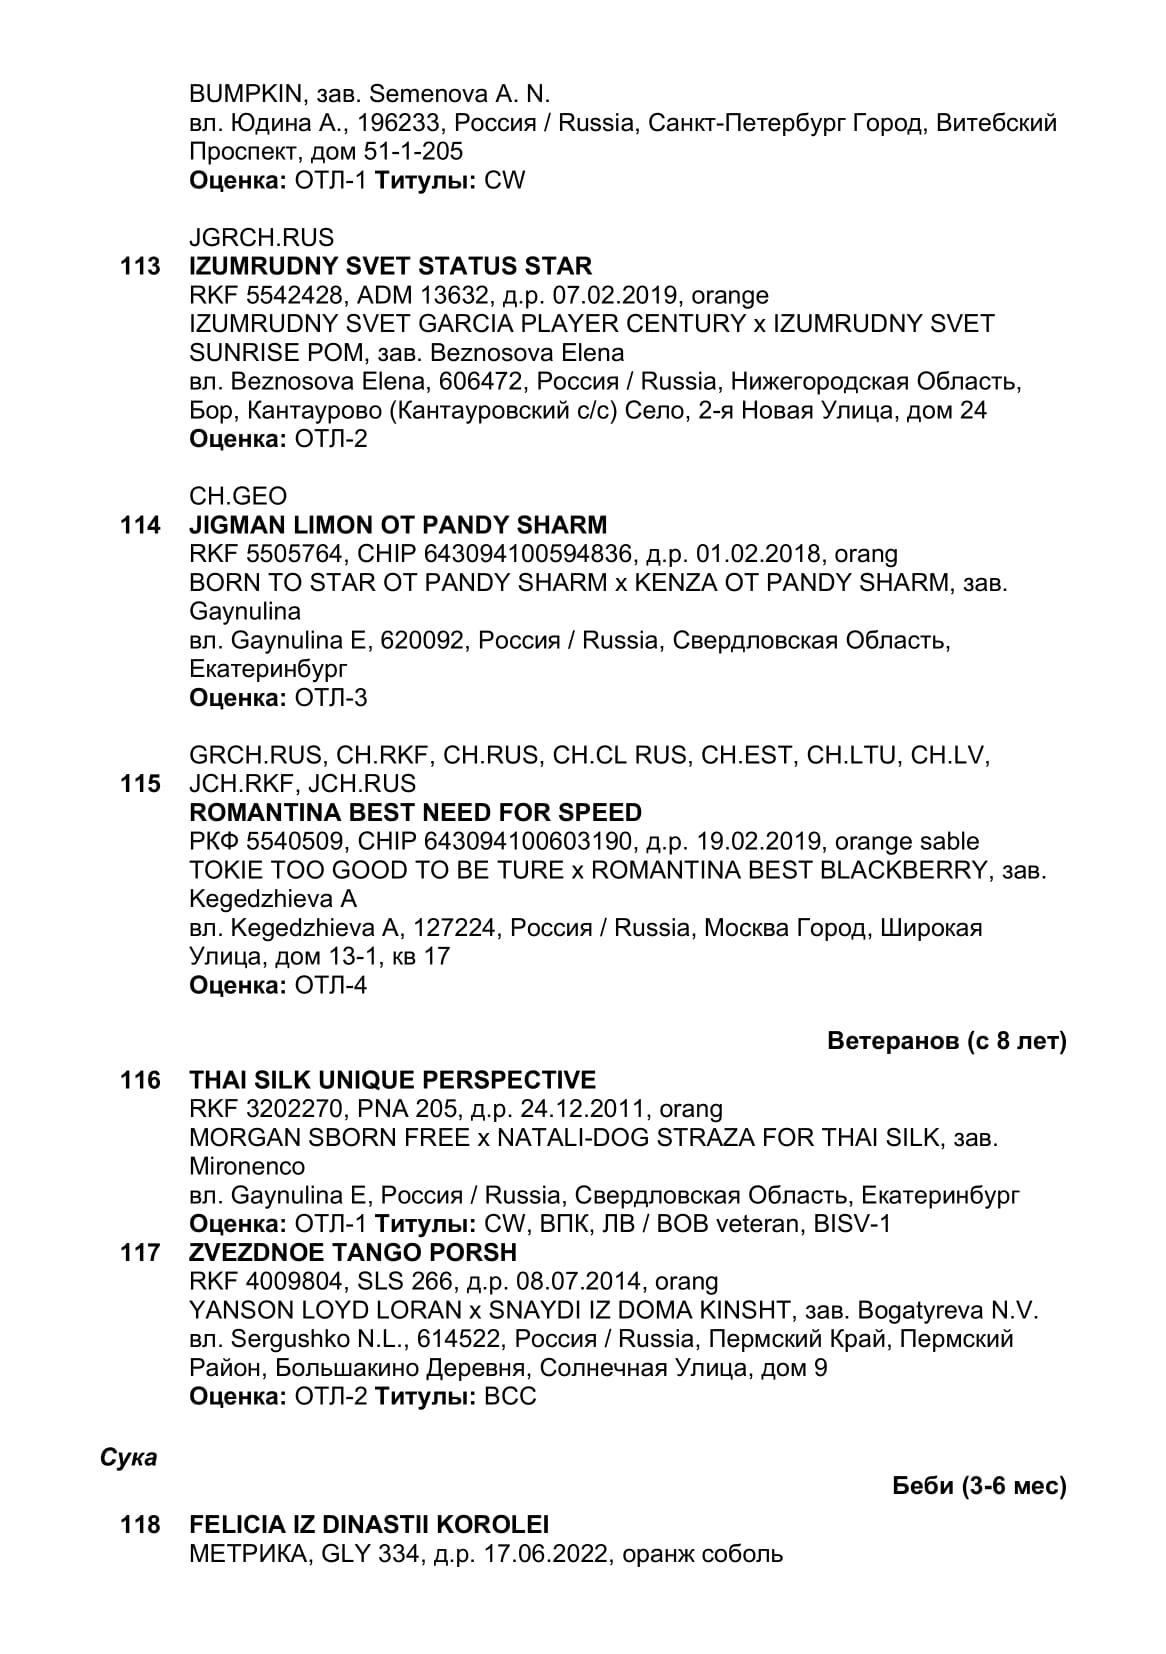 BUMPKIN, зав. Semenova A. N.
вл. Юдина А., 196233, Россия / Russia, Санкт-Петербург Город, Витебский
Проспект, дом 51-1-205
Оценка: ОТЛ-1 Титулы: CW
JGRCH.RUS
113 IZUMRUDNY SVET STATUS STAR
RKF 5542428, ADM 13632, д.р. 07.02.2019, orange
IZUMRUDNY SVET GARCIA PLAYER CENTURY x IZUMRUDNY SVET
SUNRISE POM, зав. Beznosova Elena
вл. Beznosova Elena, 606472, Россия / Russia, Нижегородская Область,
Бор, Кантаурово (Кантауровский с/с) Село, 2-я Новая Улица, дом 24
Оценка: ОТЛ-2
CH.GEO
114 JIGMAN LIMON OT PANDY SHARM
RKF 5505764, CHIP 643094100594836, д.р. 01.02.2018, orang
BORN TO STAR OT PANDY SHARM x KENZA OT PANDY SHARM, зав.
Gaynulina
вл. Gaynulina E, 620092, Россия / Russia, Свердловская Область,
Екатеринбург
Оценка: ОТЛ-3
GRCH.RUS, CH.RKF, CH.RUS, CH.CL RUS, CH.EST, CH.LTU, CH.LV,
115 JCH.RKF, JCH.RUS
ROMANTINA BEST NEED FOR SPEED
РКФ 5540509, CHIP 643094100603190, д.р. 19.02.2019, orange sable
TOKIE TOO GOOD TO BE TURE x ROMANTINA BEST BLACKBERRY, зав.
Kegedzhieva A
вл. Kegedzhieva A, 127224, Россия / Russia, Москва Город, Широкая
Улица, дом 13-1, кв 17
Оценка: ОТЛ-4
Ветеранов (с 8 лет)
116 THAI SILK UNIQUE PERSPECTIVE
RKF 3202270, PNA 205, д.р. 24.12.2011, orang
MORGAN SBORN FREE x NATALI-DOG STRAZA FOR THAI SILK, зав.
Mironenco
вл. Gaynulina E, Россия / Russia, Свердловская Область, Екатеринбург
Оценка: ОТЛ-1 Титулы: CW, ВПК, ЛВ / BOB veteran, BISV-1
117 ZVEZDNOE TANGO PORSH
RKF 4009804, SLS 266, д.р. 08.07.2014, orang
YANSON LOYD LORAN x SNAYDI IZ DOMA KINSHT, зав. Bogatyreva N.V.
вл. Sergushko N.L., 614522, Россия / Russia, Пермский Край, Пермский
Район, Большакино Деревня, Солнечная Улица, дом 9
Оценка: ОТЛ-2 Титулы: ВСС
Сука
Беби (3-6 мес)
118 FELICIA IZ DINASTII KOROLEI
МЕТРИКА, GLY 334, д.р. 17.06.2022, оранж соболь